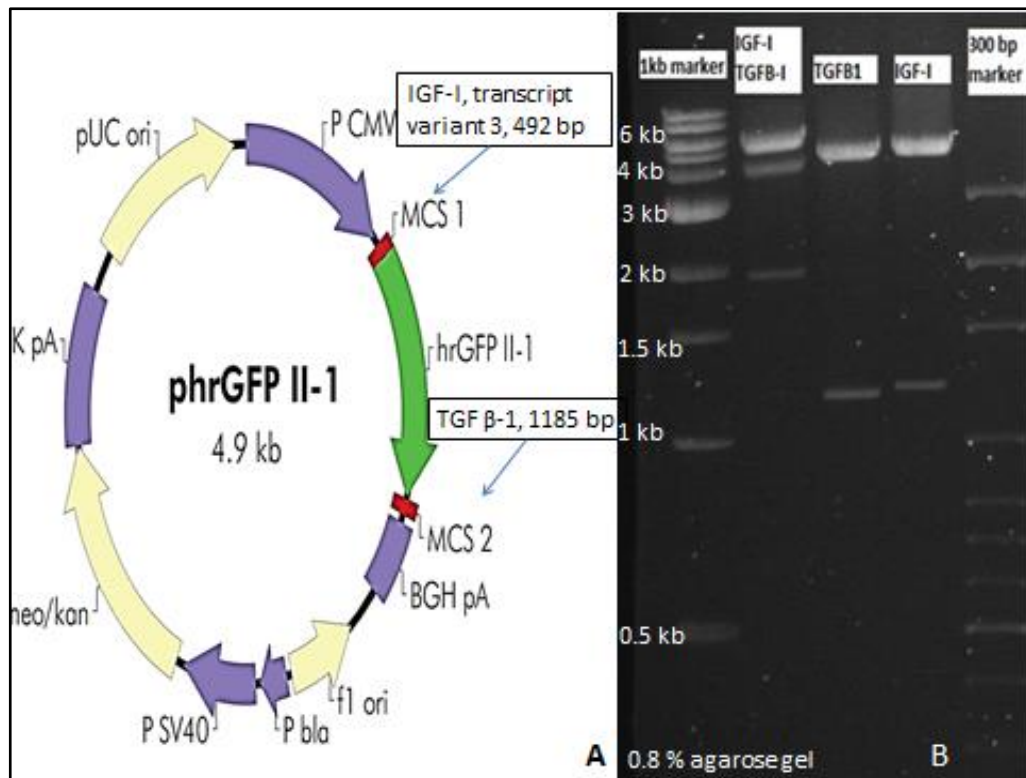 IGF-I, transcript
variant 3, 492 bp
pUC ori
P CMV
MCS 1
K pA
hrGFP II-1
phrGFP II-1
4.9 kb
TGF β-1, 1185 bp
MCS 2
BGH pA
neo/kan
f1 ori
P SV40
P bla
A
1kb marker
IGF-I
TGFB-I
TGFB1
IGF-I
300 bp
marker
6 kb
4 kb
3 kb
2 kb
1.5 kb
1 kb
0.5 kb
0.8 % agarose gel
B